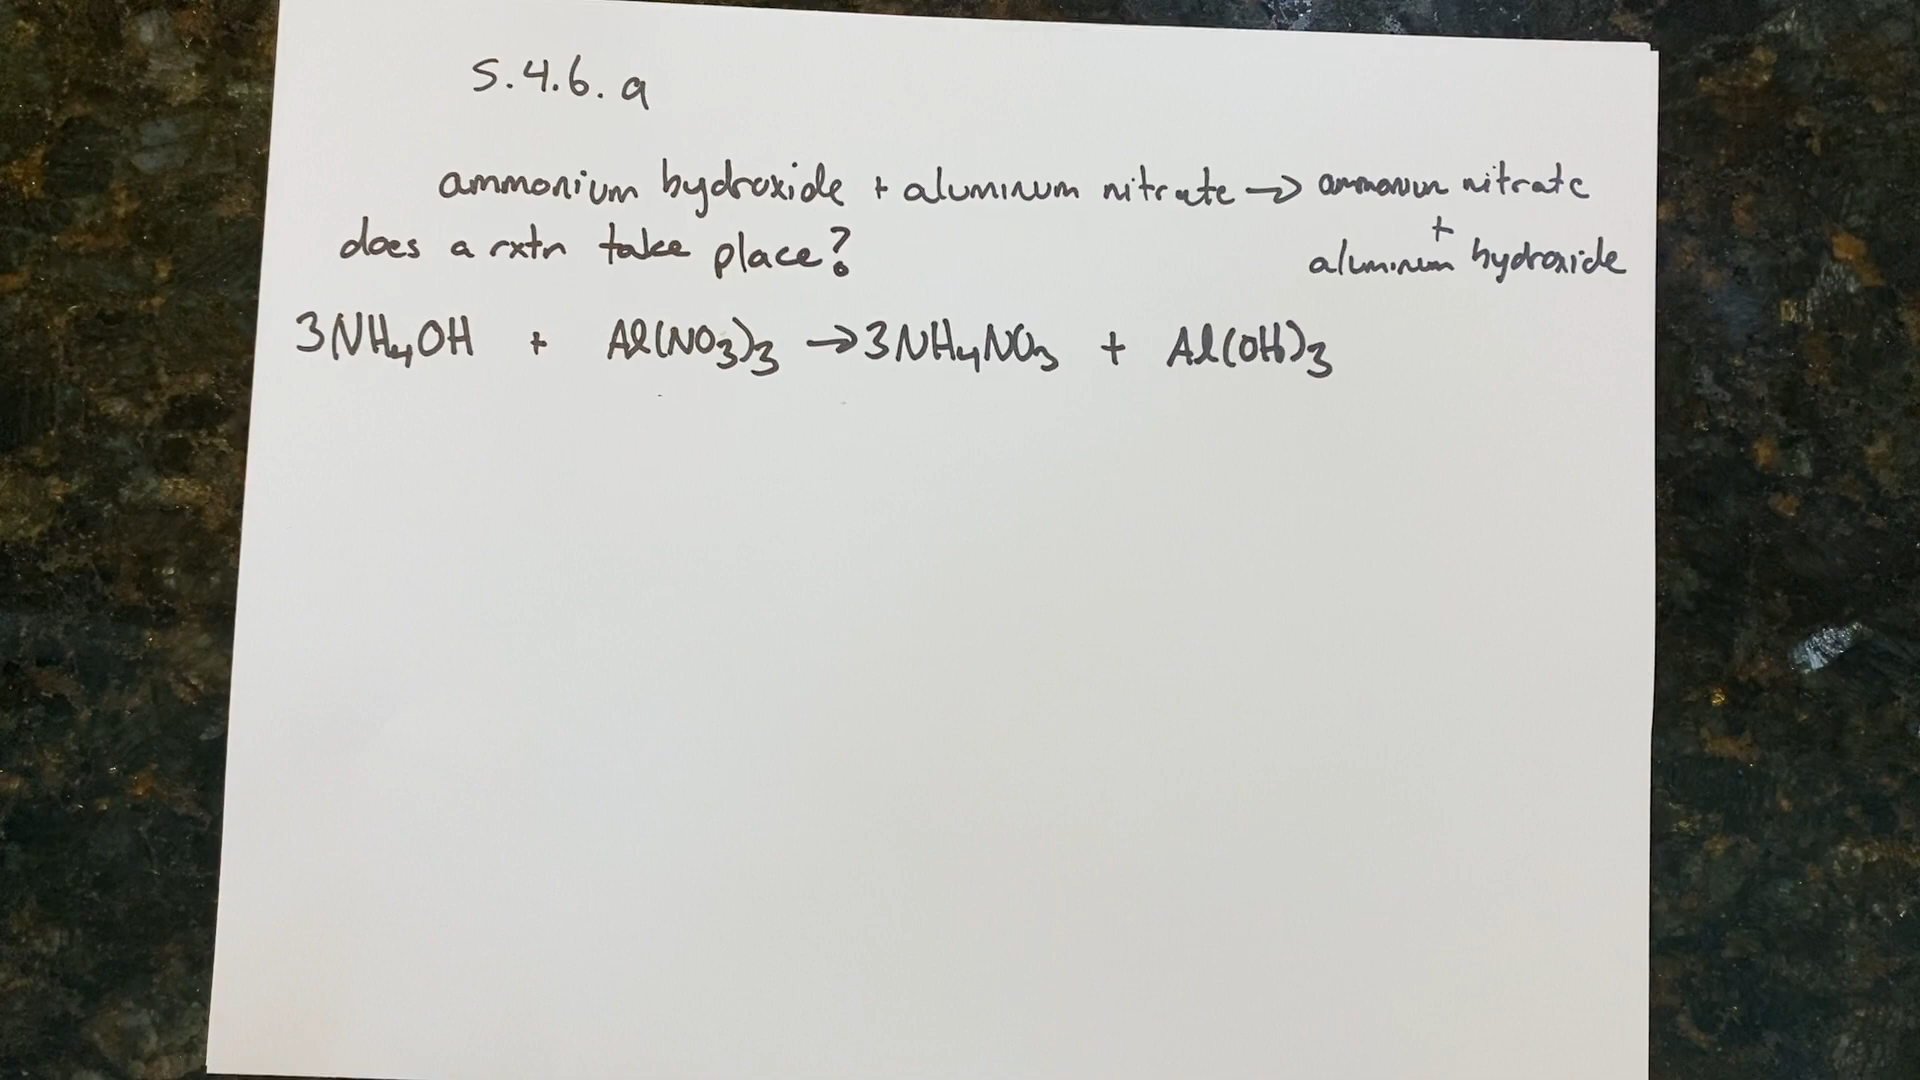 5.4.6.a
ammonium hydroxide + aluminum nitrate → ammonium nitrate
+
does a rxtn take place?
aluminum hydroxide
3NH₄OH + Al(NO₃)₃ → 3NH₄NO₃ + Al(OH)₃